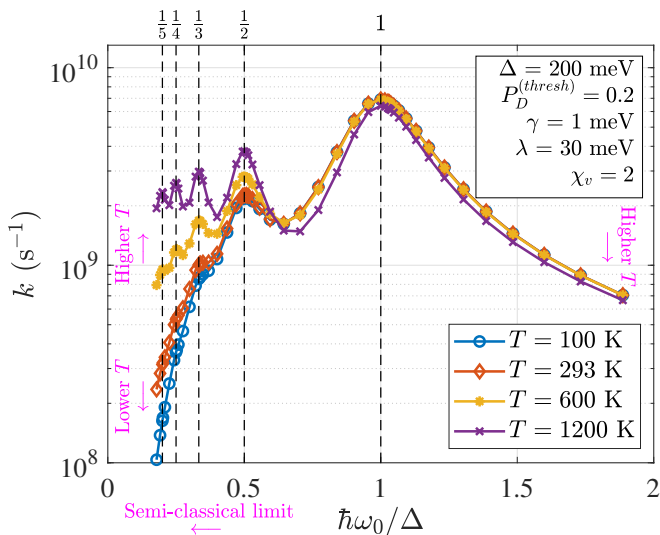 1/5 1/4 1/3 1/2 1
10^10
10^9
10^8
k (s^−1)
Δ = 200 meV
P_D^(thresh) = 0.2
γ = 1 meV
λ = 30 meV
χ_v = 2
Higher T
↑
Lower T
←
Higher T
↓
T = 100 K
T = 293 K
T = 600 K
T = 1200 K
0 0.5 1 1.5 2
Semi-classical limit
←
ℏω_0/Δ